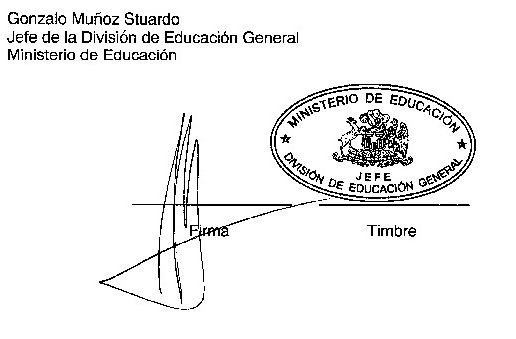 Gonzalo Muñoz Stuardo
Jefe de la División de Educación General
Ministerio de Educación
MINISTERIO DE EDUCACIÓN
JEFE
DIVISIÓN DE EDUCACIÓN GENERAL
Firma
Timbre